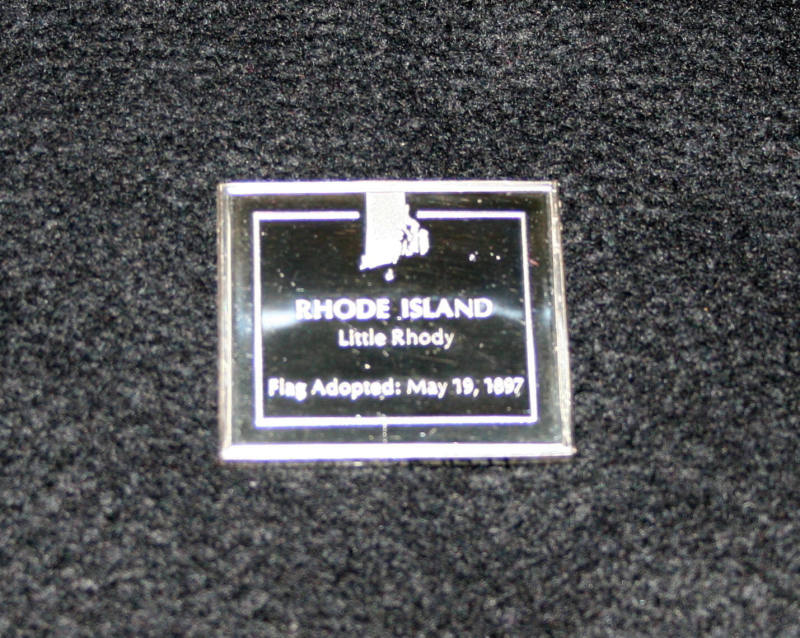 RHODE ISLAND
Little Rhody
Flag Adopted: May 19, 1897